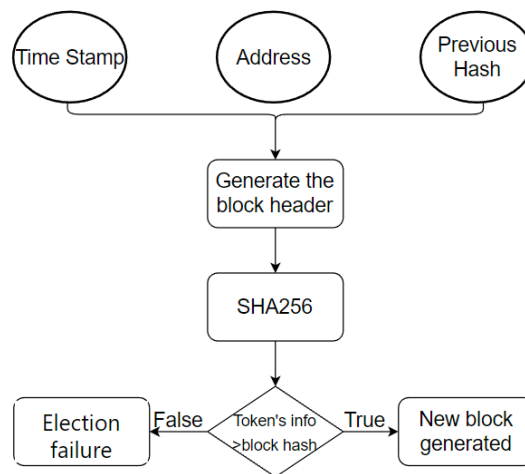 Time Stamp
Address
Previous
Hash
Generate the
block header
SHA256
False
Token's info
>block hash
True
Election
failure
New block
generated